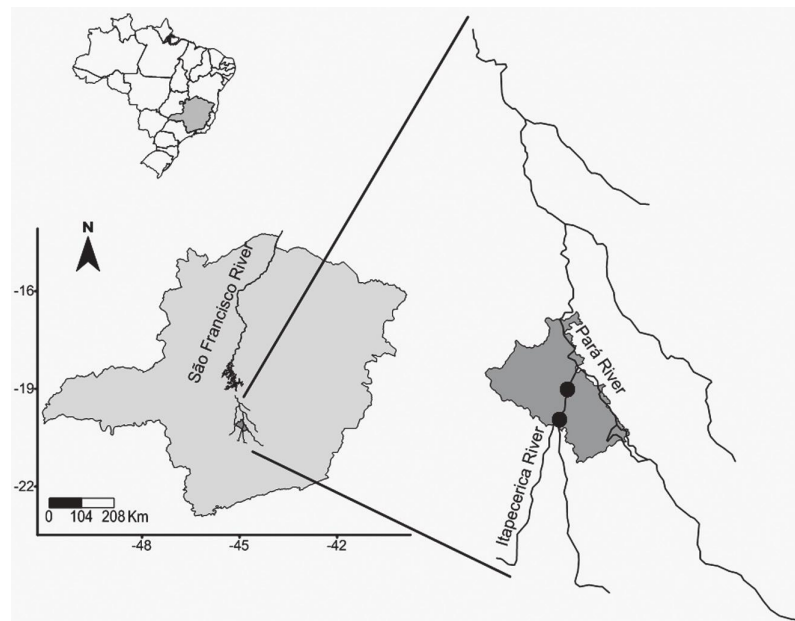 N
São Francisco River
-16
-19
-22
0 104 208 Km
-48 -45 -42
Pará River
Itapecerica River